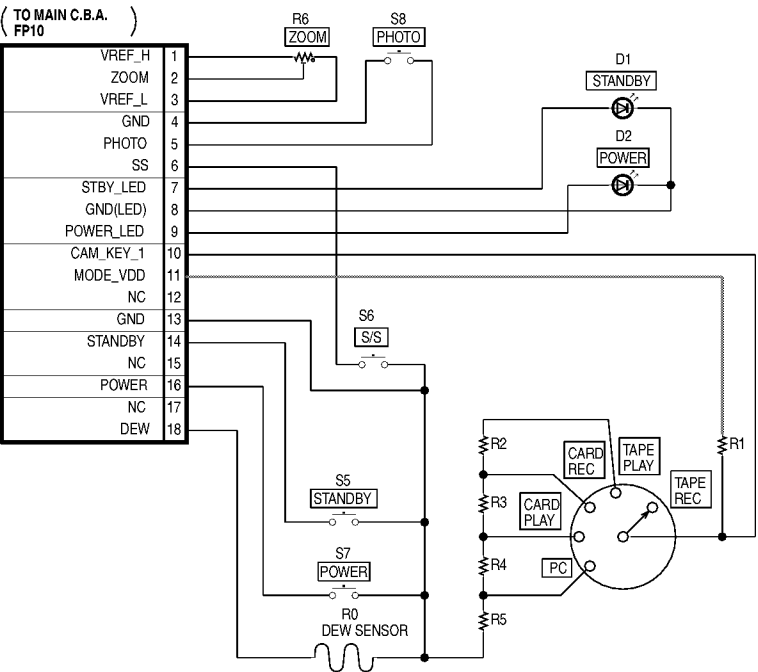 ( TO MAIN C.B.A. )
FP10
VREF_H 1
ZOOM 2
VREF_L 3
GND 4
PHOTO 5
SS 6
STBY_LED 7
GND(LED) 8
POWER_LED 9
CAM_KEY_1 10
MODE_VDD 11
NC 12
GND 13
STANDBY 14
NC 15
POWER 16
NC 17
DEW 18
R6
ZOOM
S8
PHOTO
D1
STANDBY
D2
POWER
S6
S/S
S5
STANDBY
S7
POWER
R0
DEW SENSOR
R2
R3
R4
R5
CARD
REC
TAPE
PLAY
TAPE
REC
CARD
PLAY
PC
R1